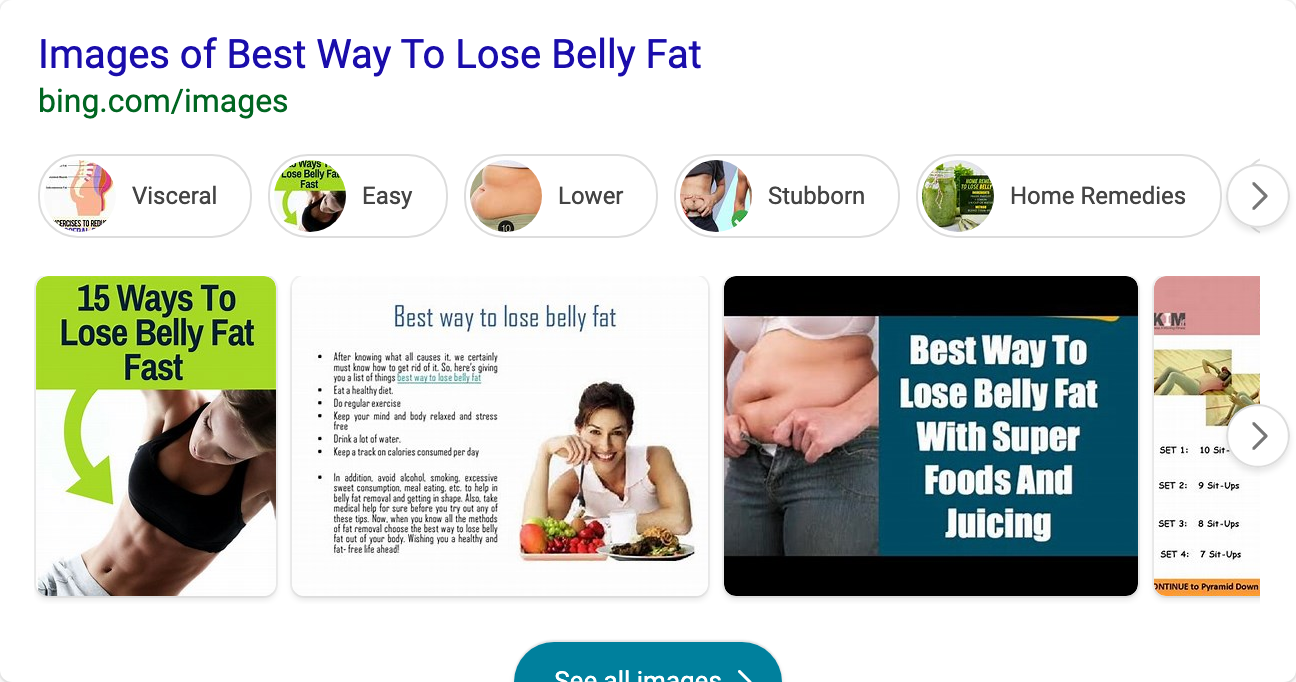 Images of Best Way To Lose Belly Fat
bing.com/images
Visceral
Easy
Lower
Stubborn
Home Remedies
15 Ways To
Lose Belly Fat
Fast
Best way to lose belly fat
After knowing what all causes it, we certainly
must know how to get rid of it. So, here's giving
you a list of things best way to lose belly fat
Eat a healthy diet.
Do regular exercise
Keep your mind and body relaxed and stress
free
Drink a lot of water.
Keep a track on calories consumed per day
In addition, avoid alcohol, smoking, excessive
sweet consumption, meal eating, etc. to help in
belly fat removal and getting in shape. Also, take
medical help for sure before you try out any of
these tips. Now, when you know all the methods
of fat removal choose the best way to lose belly
fat out of your body. Wishing you a healthy and
fat- free life ahead!
Best Way To
Lose Belly Fat
With Super
Foods And
Juicing
SET 1: 10 Sit-
SET 2: 9 Sit-Ups
SET 3: 8 Sit-Ups
SET 4: 7 Sit-Ups
ONTINUE to Pyramid Down
See all images